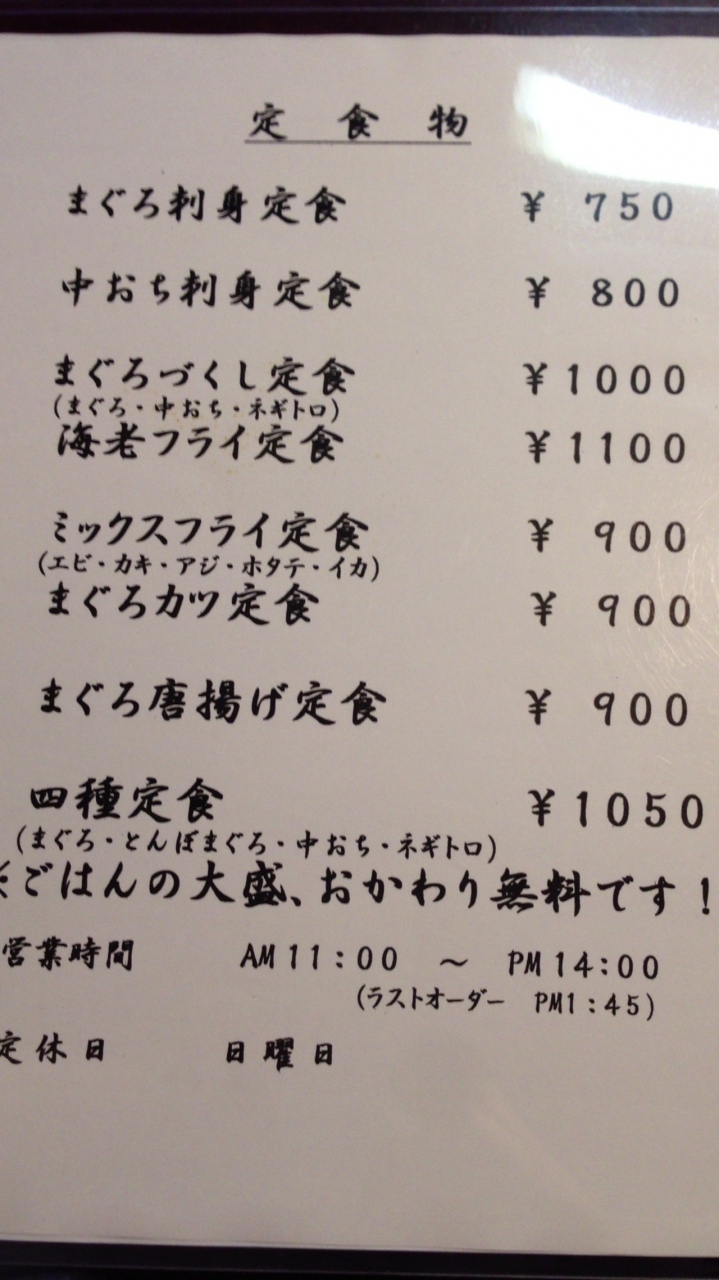 定食物
まぐろ刺身定食 ¥ 750
中おち刺身定食 ¥ 800
まぐろづくし定食 ¥1000
(まぐろ・中おち・ネギトロ)
海老フライ定食 ¥1100
ミックスフライ定食 ¥ 900
(エビ・カキ・アジ・ホタテ・イカ)
まぐろカツ定食 ¥ 900
まぐろ唐揚げ定食 ¥ 900
四種定食 ¥1050
(まぐろ・とんぼまぐろ・中おち・ネギトロ)
※ごはんの大盛、おかわり無料です!
営業時間 AM11:00 ～ PM14:00
(ラストオーダー PM1:45)
定休日 日曜日